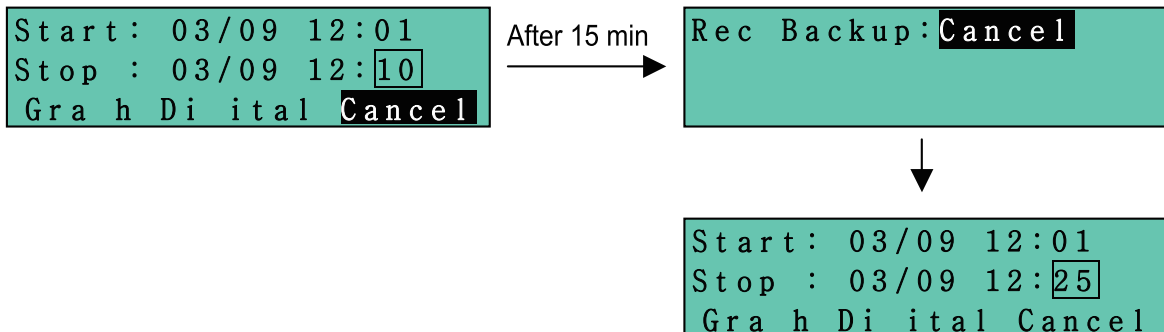 Start: 03/09 12:01
Stop : 03/09 12:10
Gra h Di ital Cancel
After 15 min
Rec Backup:Cancel
Start: 03/09 12:01
Stop : 03/09 12:25
Gra h Di ital Cancel